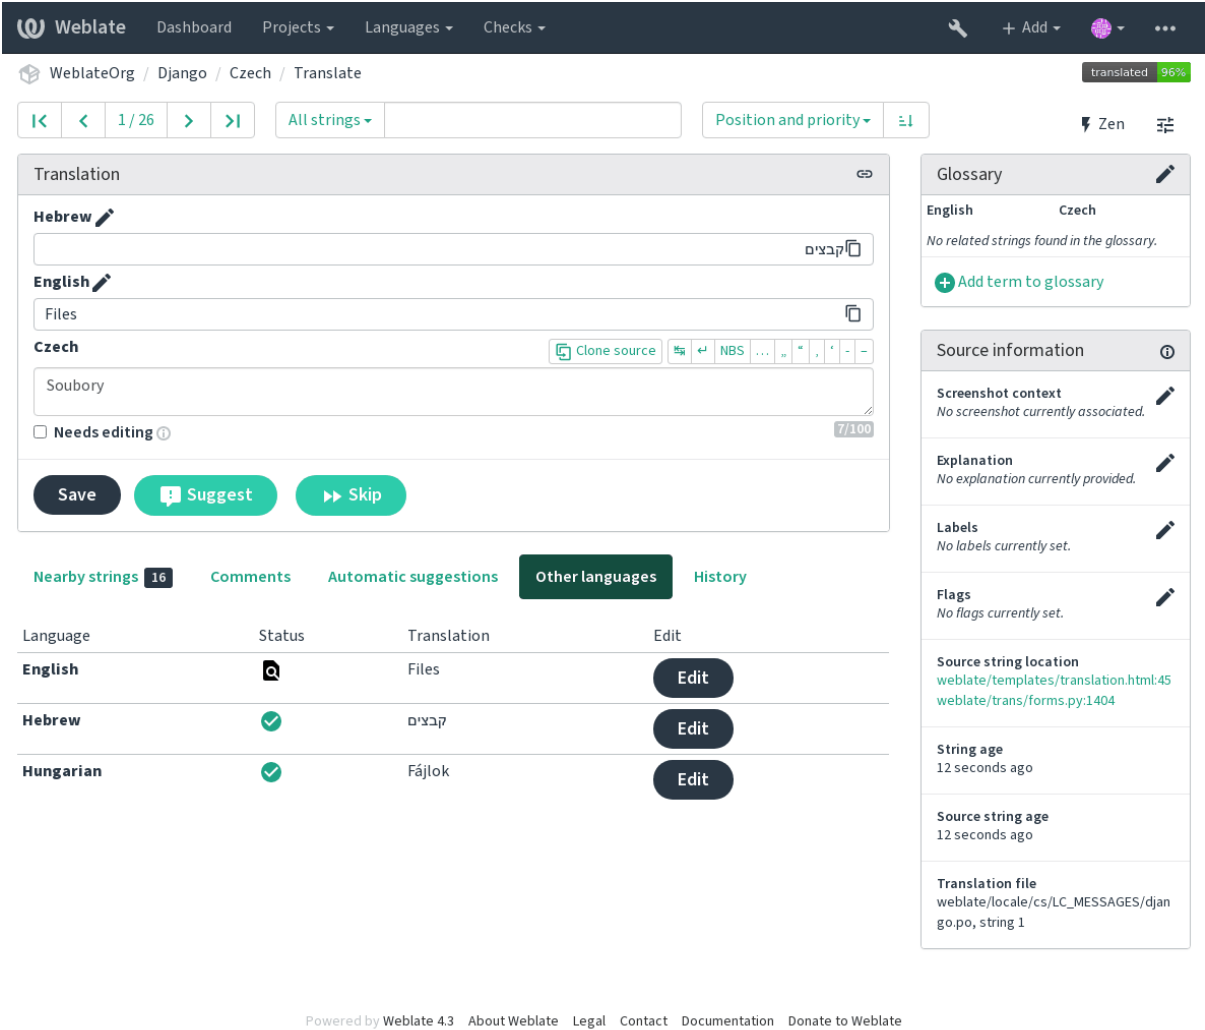 Weblate Dashboard Projects Languages Checks Add
WeblateOrg / Django / Czech / Translate translated 96%
1 / 26 All strings Position and priority Zen
Translation
Hebrew
קבצים
English
Files
Czech Clone source ↹ ↵ NBS … „ “ ‚ ‘ - –
Soubory
Needs editing 7/100
Save Suggest Skip
Glossary
English Czech
No related strings found in the glossary.
Add term to glossary
Source information
Screenshot context
No screenshot currently associated.
Explanation
No explanation currently provided.
Labels
No labels currently set.
Flags
No flags currently set.
Source string location
weblate/templates/translation.html:45
weblate/trans/forms.py:1404
String age
12 seconds ago
Source string age
12 seconds ago
Translation file
weblate/locale/cs/LC_MESSAGES/djan
go.po, string 1
Nearby strings 16 Comments Automatic suggestions Other languages History
Language Status Translation Edit
English Files Edit
Hebrew קבצים Edit
Hungarian Fájlok Edit
Powered by Weblate 4.3 About Weblate Legal Contact Documentation Donate to Weblate